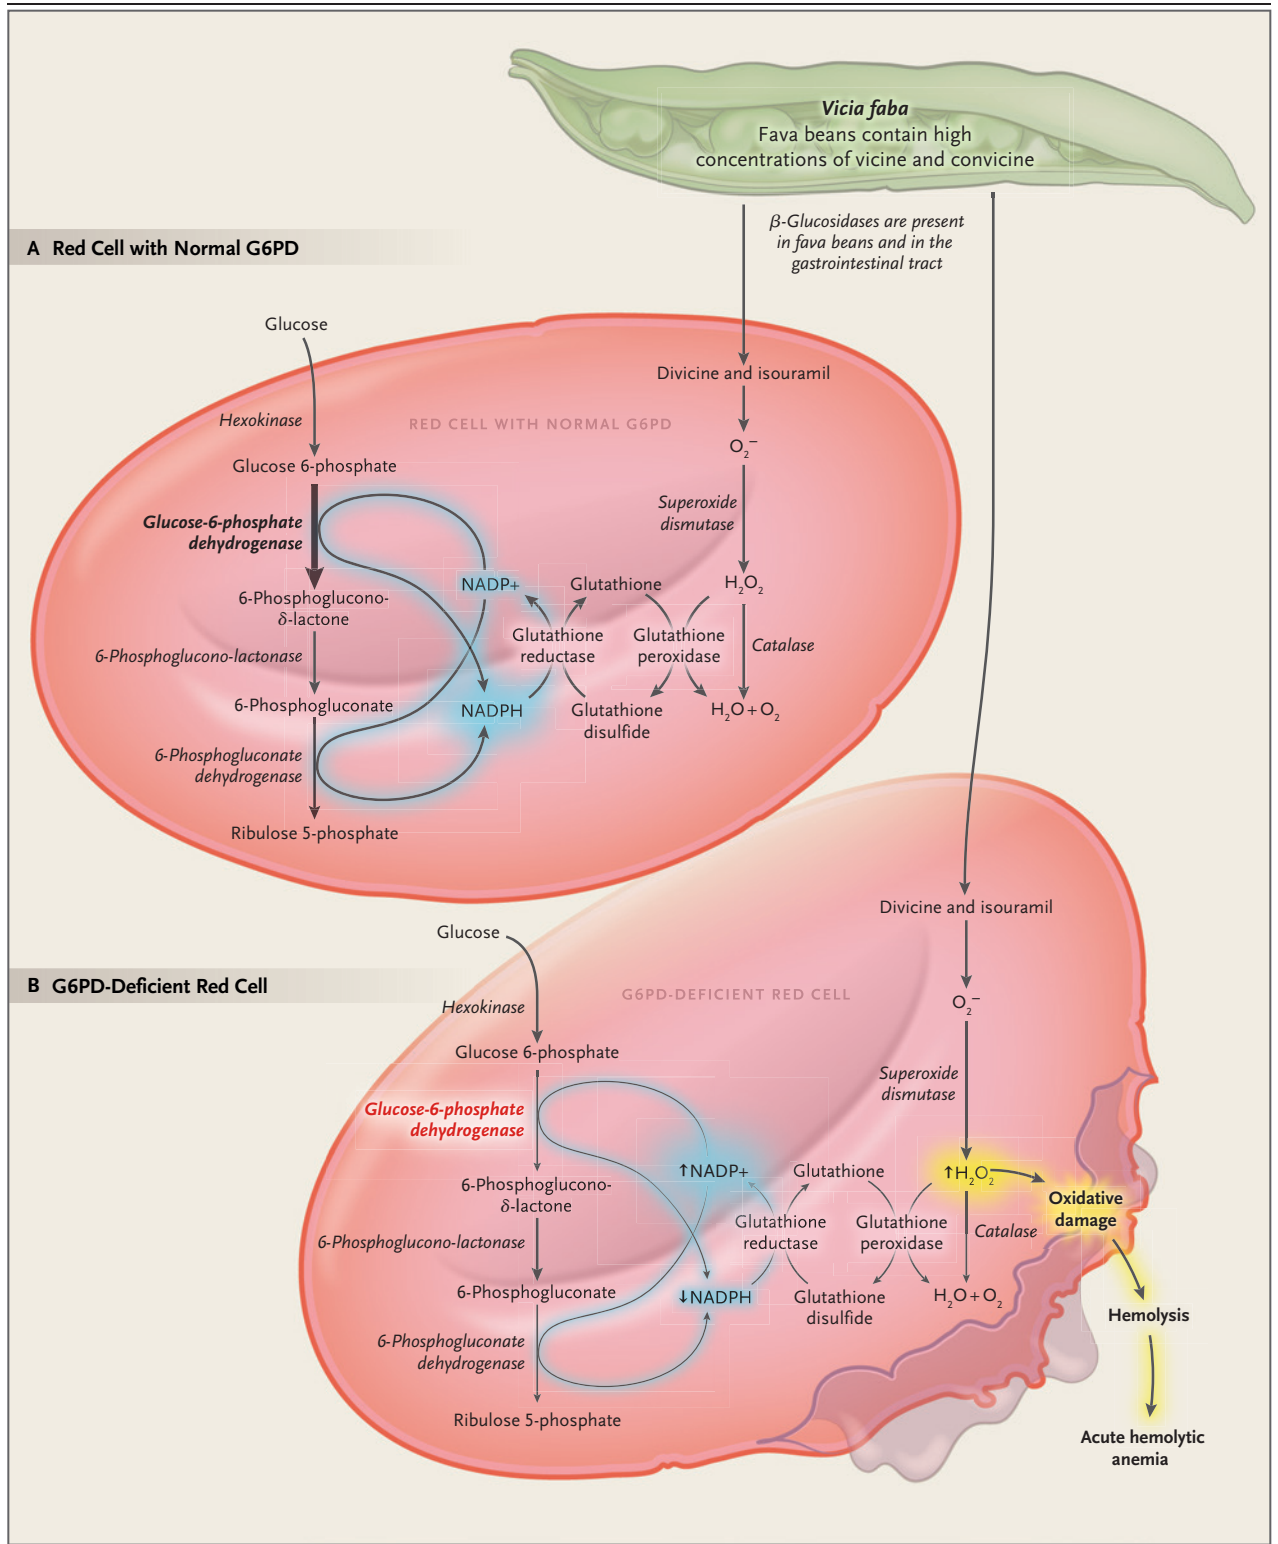 Vicia faba
Fava beans contain high
concentrations of vicine and convicine
β-Glucosidases are present
in fava beans and in the
gastrointestinal tract
A Red Cell with Normal G6PD
Glucose
Hexokinase
RED CELL WITH NORMAL G6PD
Glucose 6-phosphate
Glucose-6-phosphate
dehydrogenase
6-Phosphoglucono-
δ-lactone
6-Phosphoglucono-lactonase
6-Phosphogluconate
6-Phosphogluconate
dehydrogenase
Ribulose 5-phosphate
NADP+
NADPH
Glutathione
reductase
Glutathione
Glutathione
disulfide
Glutathione
peroxidase
Divicine and isouramil
O₂⁻
Superoxide
dismutase
H₂O₂
Catalase
H₂O+O₂
B G6PD-Deficient Red Cell
Glucose
Hexokinase
G6PD-DEFICIENT RED CELL
Glucose 6-phosphate
Glucose-6-phosphate
dehydrogenase
6-Phosphoglucono-
δ-lactone
6-Phosphoglucono-lactonase
6-Phosphogluconate
6-Phosphogluconate
dehydrogenase
Ribulose 5-phosphate
↑NADP+
↓NADPH
Glutathione
reductase
Glutathione
Glutathione
disulfide
Glutathione
peroxidase
Divicine and isouramil
O₂⁻
Superoxide
dismutase
↑H₂O₂
Catalase
H₂O+O₂
Oxidative
damage
Hemolysis
Acute hemolytic
anemia